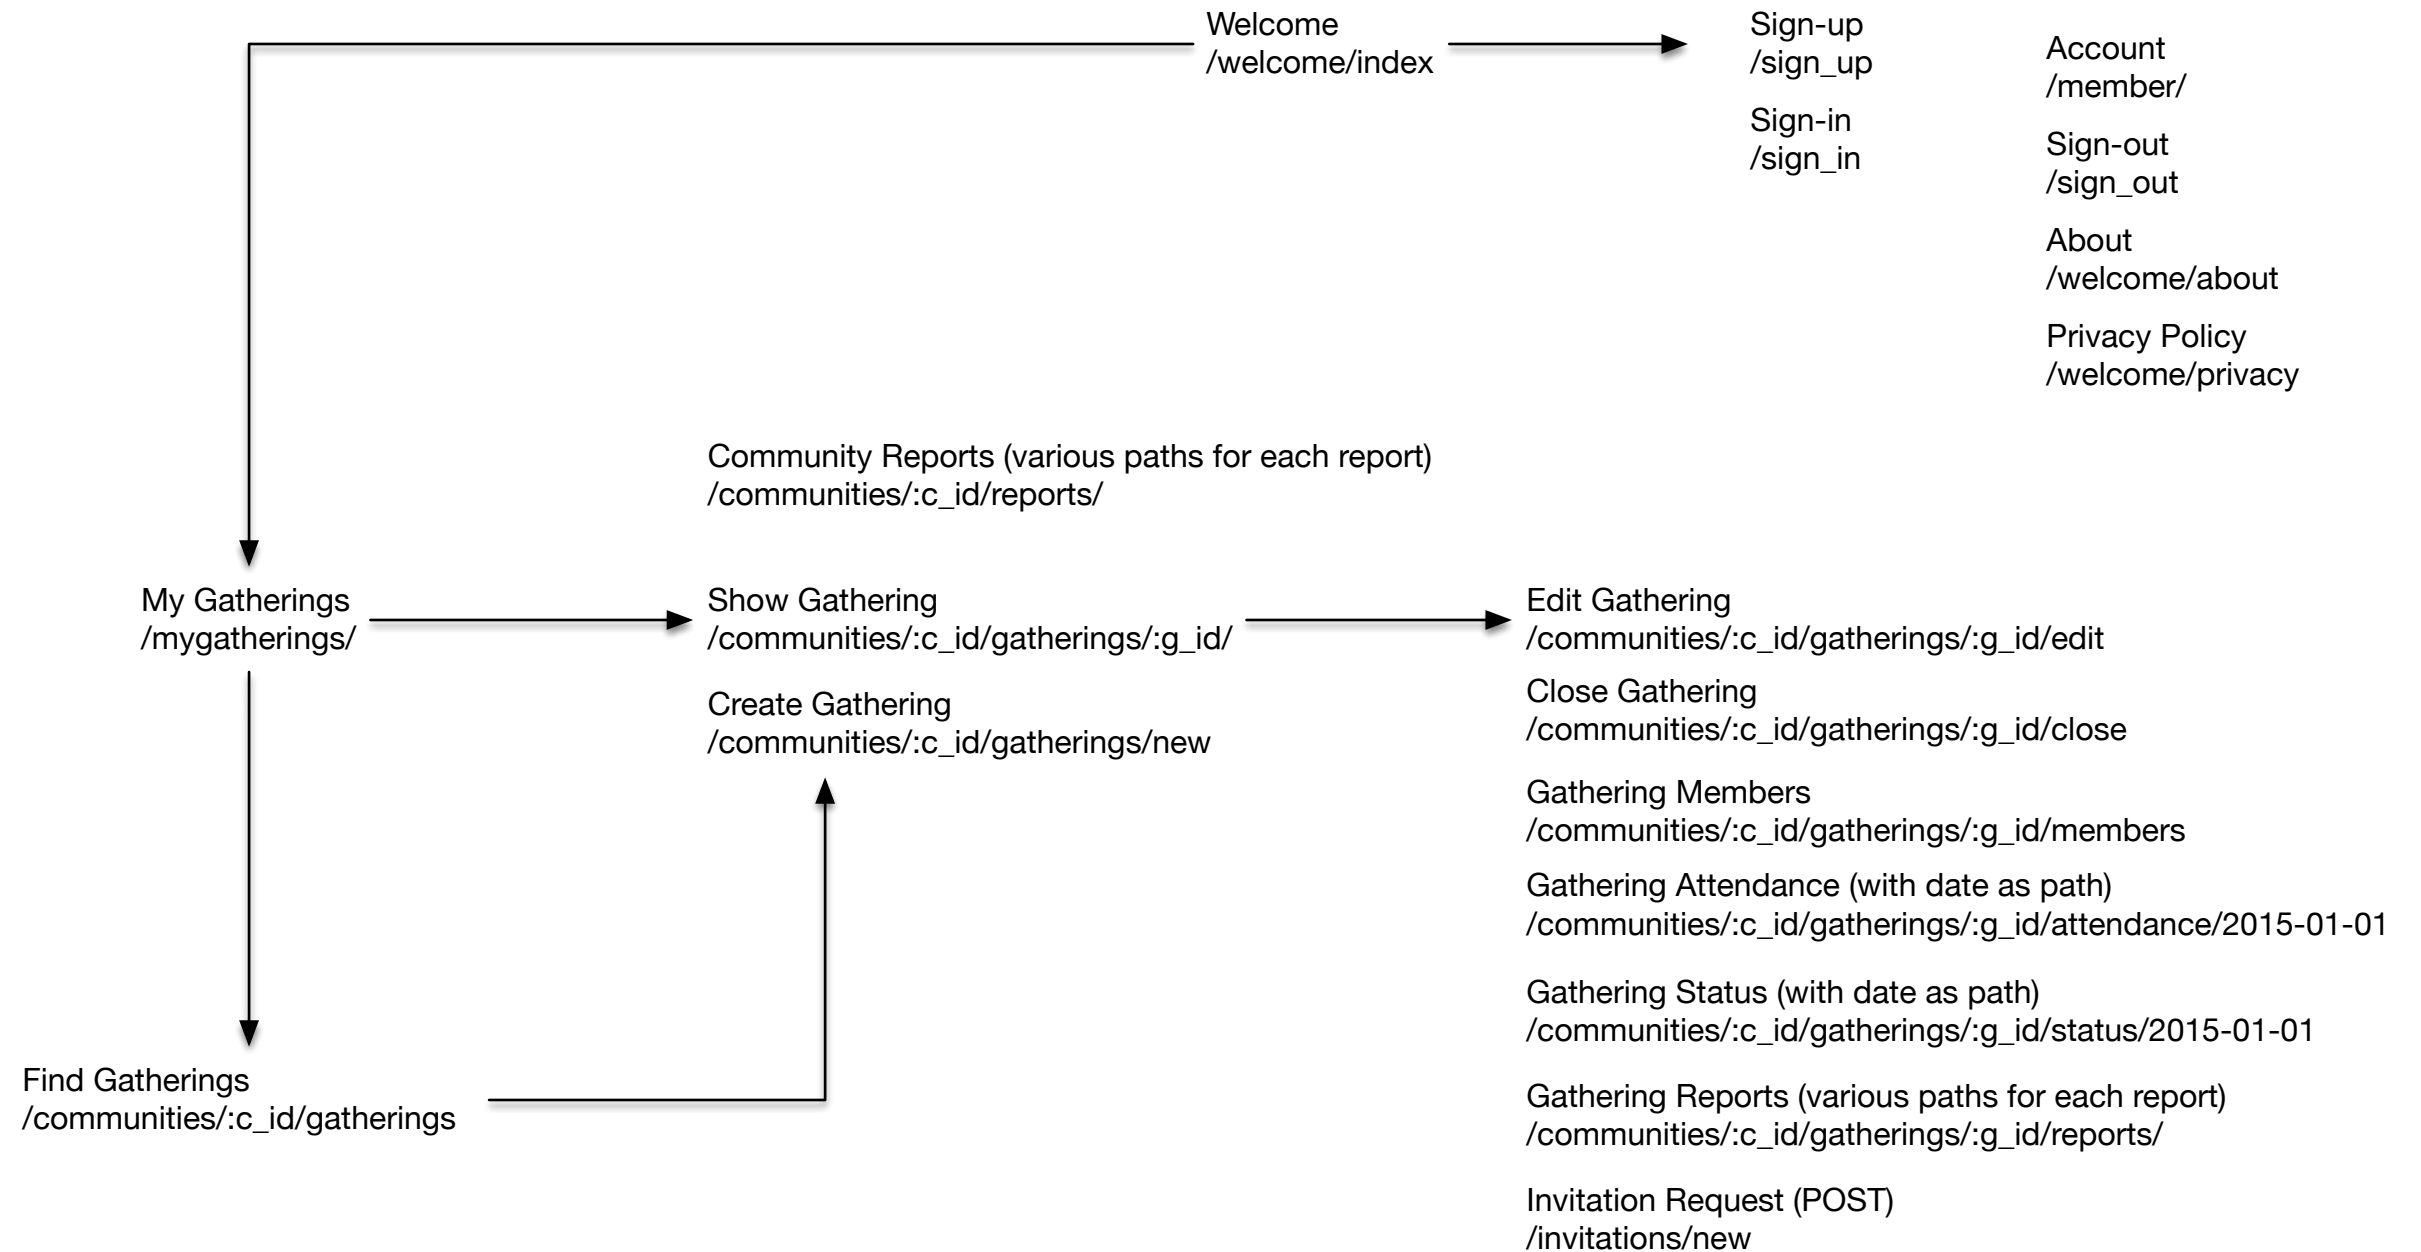 Welcome
/welcome/index
Sign-up
/sign_up
Sign-in
/sign_in
Account
/member/
Sign-out
/sign_out
About
/welcome/about
Privacy Policy
/welcome/privacy
Community Reports (various paths for each report)
/communities/:c_id/reports/
My Gatherings
/mygatherings/
Show Gathering
/communities/:c_id/gatherings/:g_id/
Create Gathering
/communities/:c_id/gatherings/new
Edit Gathering
/communities/:c_id/gatherings/:g_id/edit
Close Gathering
/communities/:c_id/gatherings/:g_id/close
Gathering Members
/communities/:c_id/gatherings/:g_id/members
Gathering Attendance (with date as path)
/communities/:c_id/gatherings/:g_id/attendance/2015-01-01
Gathering Status (with date as path)
/communities/:c_id/gatherings/:g_id/status/2015-01-01
Gathering Reports (various paths for each report)
/communities/:c_id/gatherings/:g_id/reports/
Invitation Request (POST)
/invitations/new
Find Gatherings
/communities/:c_id/gatherings